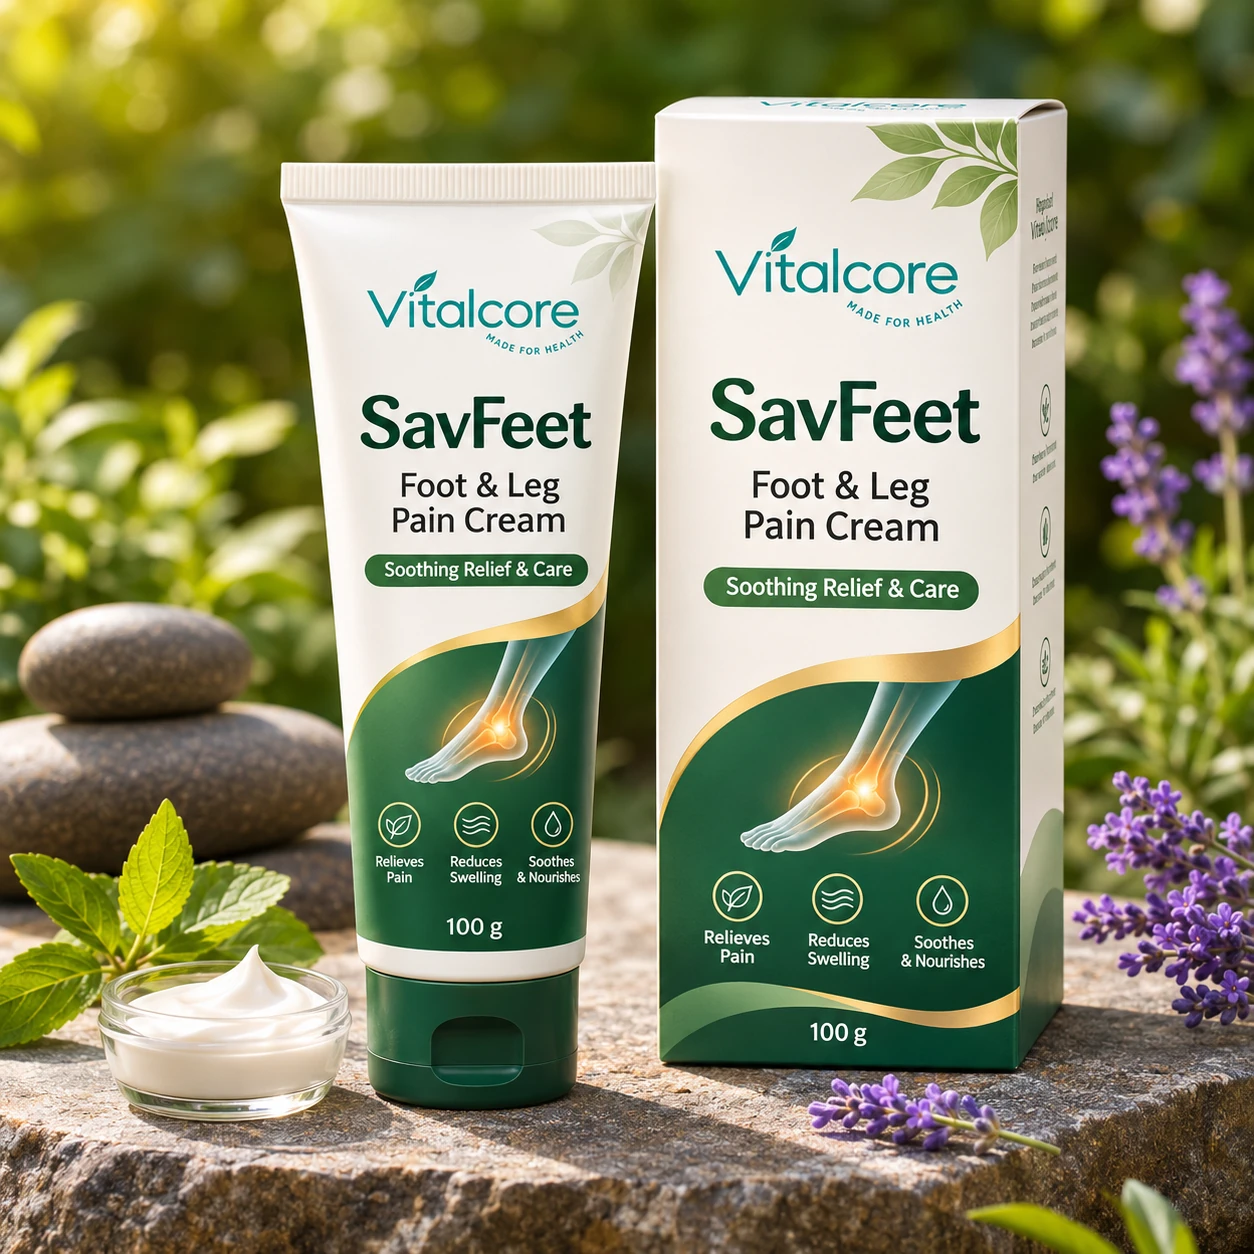 Vitalcore
MADE FOR HEALTH
SavFeet
Foot & Leg
Pain Cream
Soothing Relief & Care
Relieves
Pain
Reduces
Swelling
Soothes
& Nourishes
100 g
Vitalcore
Vitalcore
MADE FOR HEALTH
SavFeet
Foot & Leg
Pain Cream
Soothing Relief & Care
Relieves
Pain
Reduces
Swelling
Soothes
& Nourishes
100 g